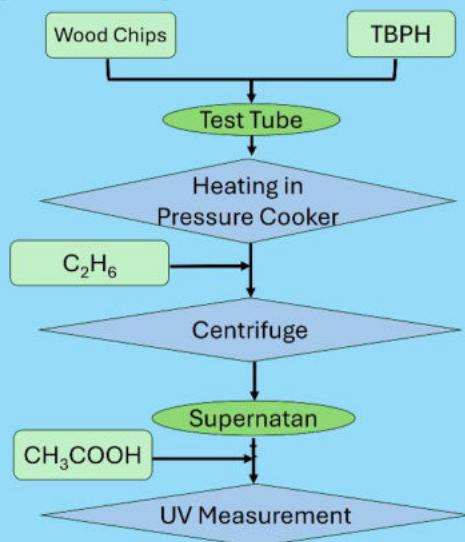 Wood Chips
TBPH
Test Tube
Heating in
Pressure Cooker
C₂H₆
Centrifuge
Supernatan
CH₃COOH
UV Measurement